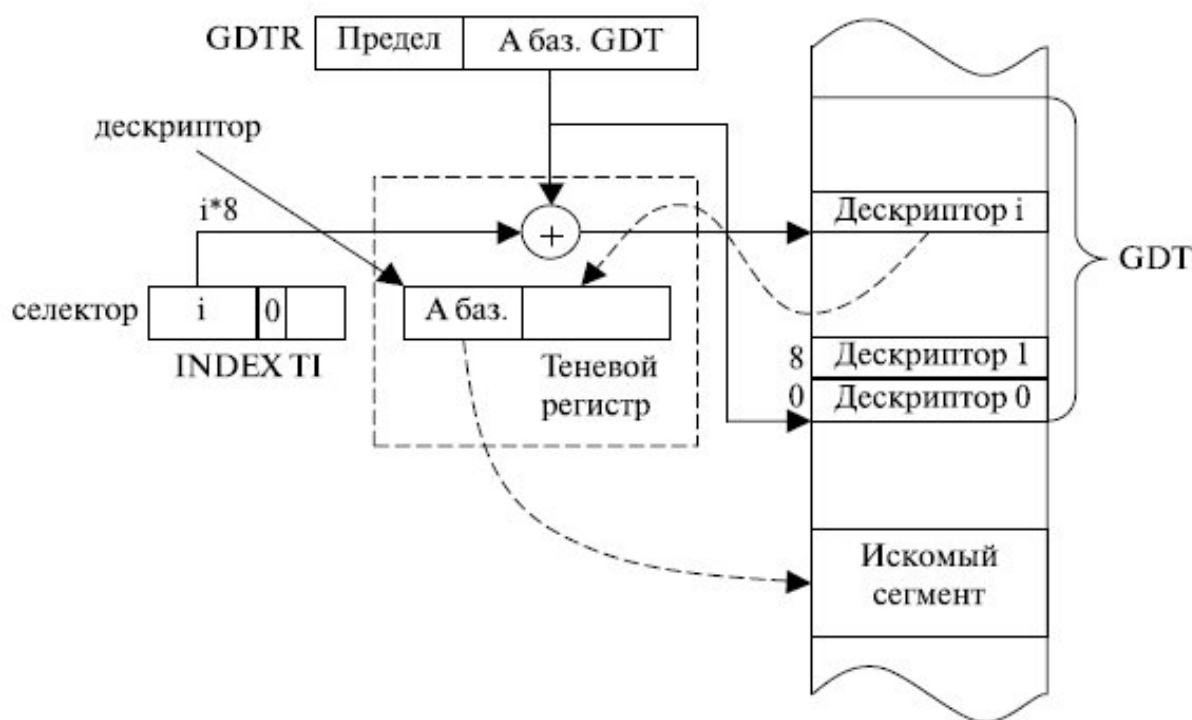 GDTR Предел А баз. GDT
дескриптор
i*8
+
Дескриптор i
GDT
селектор i 0
А баз.
INDEX TI
Теневой
регистр
8 Дескриптор 1
0 Дескриптор 0
Искомый
сегмент